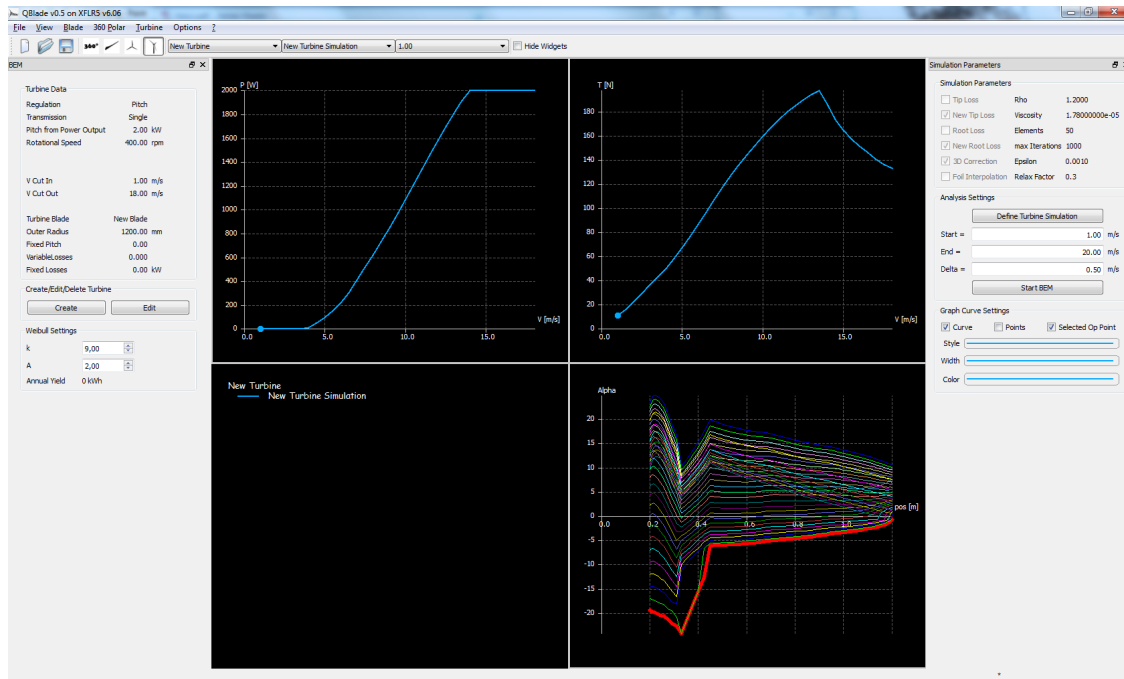 QBlade v0.5 on XFLR5 v6.06
File View Blade 360 Polar Turbine Options ?
360° New Turbine New Turbine Simulation 1.00 Hide Widgets
BEM
Turbine Data
Regulation Pitch
Transmission Single
Pitch from Power Output 2.00 kW
Rotational Speed 400.00 rpm
V Cut In 1.00 m/s
V Cut Out 18.00 m/s
Turbine Blade New Blade
Outer Radius 1200.00 mm
Fixed Pitch 0.00
VariableLosses 0.000
Fixed Losses 0.00 kW
Create/Edit/Delete Turbine
Create Edit
Weibull Settings
k 9,00
A 2,00
Annual Yield 0 kWh
P [W]
2000
1800
1600
1400
1200
1000
800
600
400
200
0
V [m/s]
0.0 5.0 10.0 15.0
T [N]
180
160
140
120
100
80
60
40
20
0
V [m/s]
0.0 5.0 10.0 15.0
New Turbine
New Turbine Simulation
Alpha
20
15
10
5
0
pos [m]
0.0 0.2 0.4 0.6 0.8 1.0
-5
-10
-15
-20
Simulation Parameters
Simulation Parameters
Tip Loss Rho 1.2000
New Tip Loss Viscosity 1.78000000e-05
Root Loss Elements 50
New Root Loss max Iterations 1000
3D Correction Epsilon 0.0010
Foil Interpolation Relax Factor 0.3
Analysis Settings
Define Turbine Simulation
Start = 1.00 m/s
End = 20.00 m/s
Delta = 0.50 m/s
Start BEM
Graph Curve Settings
Curve Points Selected Op Point
Style
Width
Color